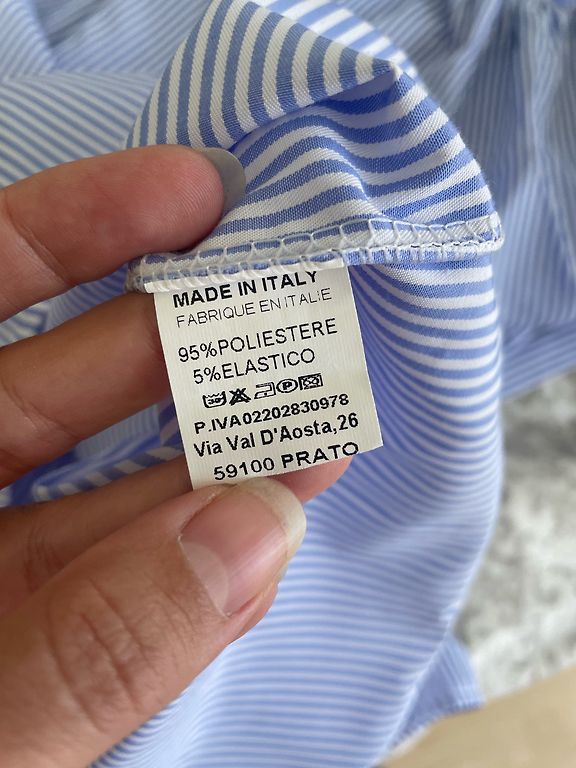 MADE IN ITALY
FABRIQUE EN ITALIE
95%POLIESTERE
5%ELASTICO
P.IVA02202830978
Via Val D'Aosta,26
59100 PRATO